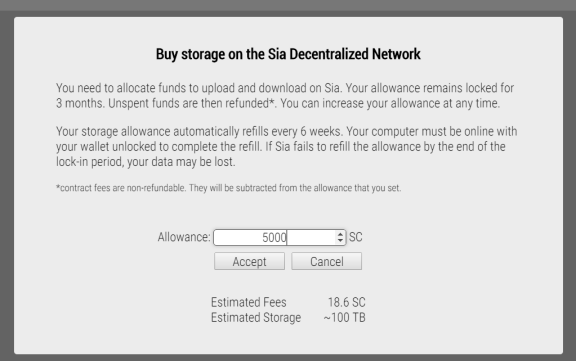 Buy storage on the Sia Decentralized Network
You need to allocate funds to upload and download on Sia. Your allowance remains locked for
3 months. Unspent funds are then refunded*. You can increase your allowance at any time.
Your storage allowance automatically refills every 6 weeks. Your computer must be online with
your wallet unlocked to complete the refill. If Sia fails to refill the allowance by the end of the
lock-in period, your data may be lost.
*contract fees are non-refundable. They will be subtracted from the allowance that you set.
Allowance: 5000 SC
Accept Cancel
Estimated Fees 18.6 SC
Estimated Storage ~100 TB